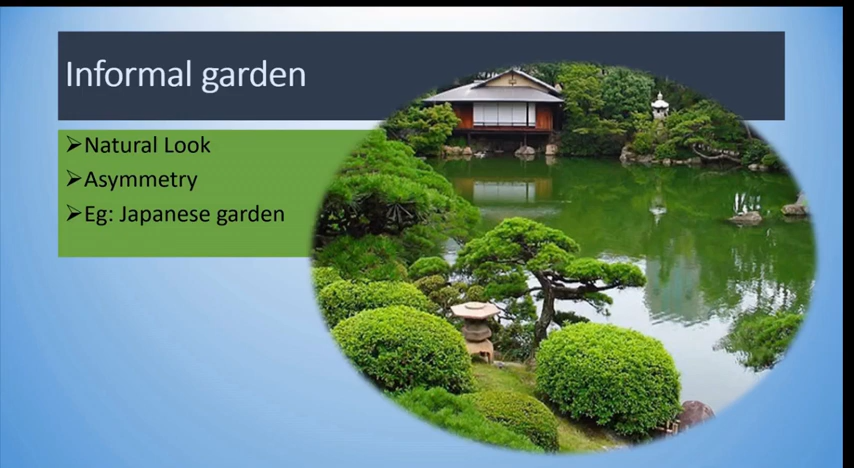 Informal garden
➢Natural Look
➢Asymmetry
➢Eg: Japanese garden